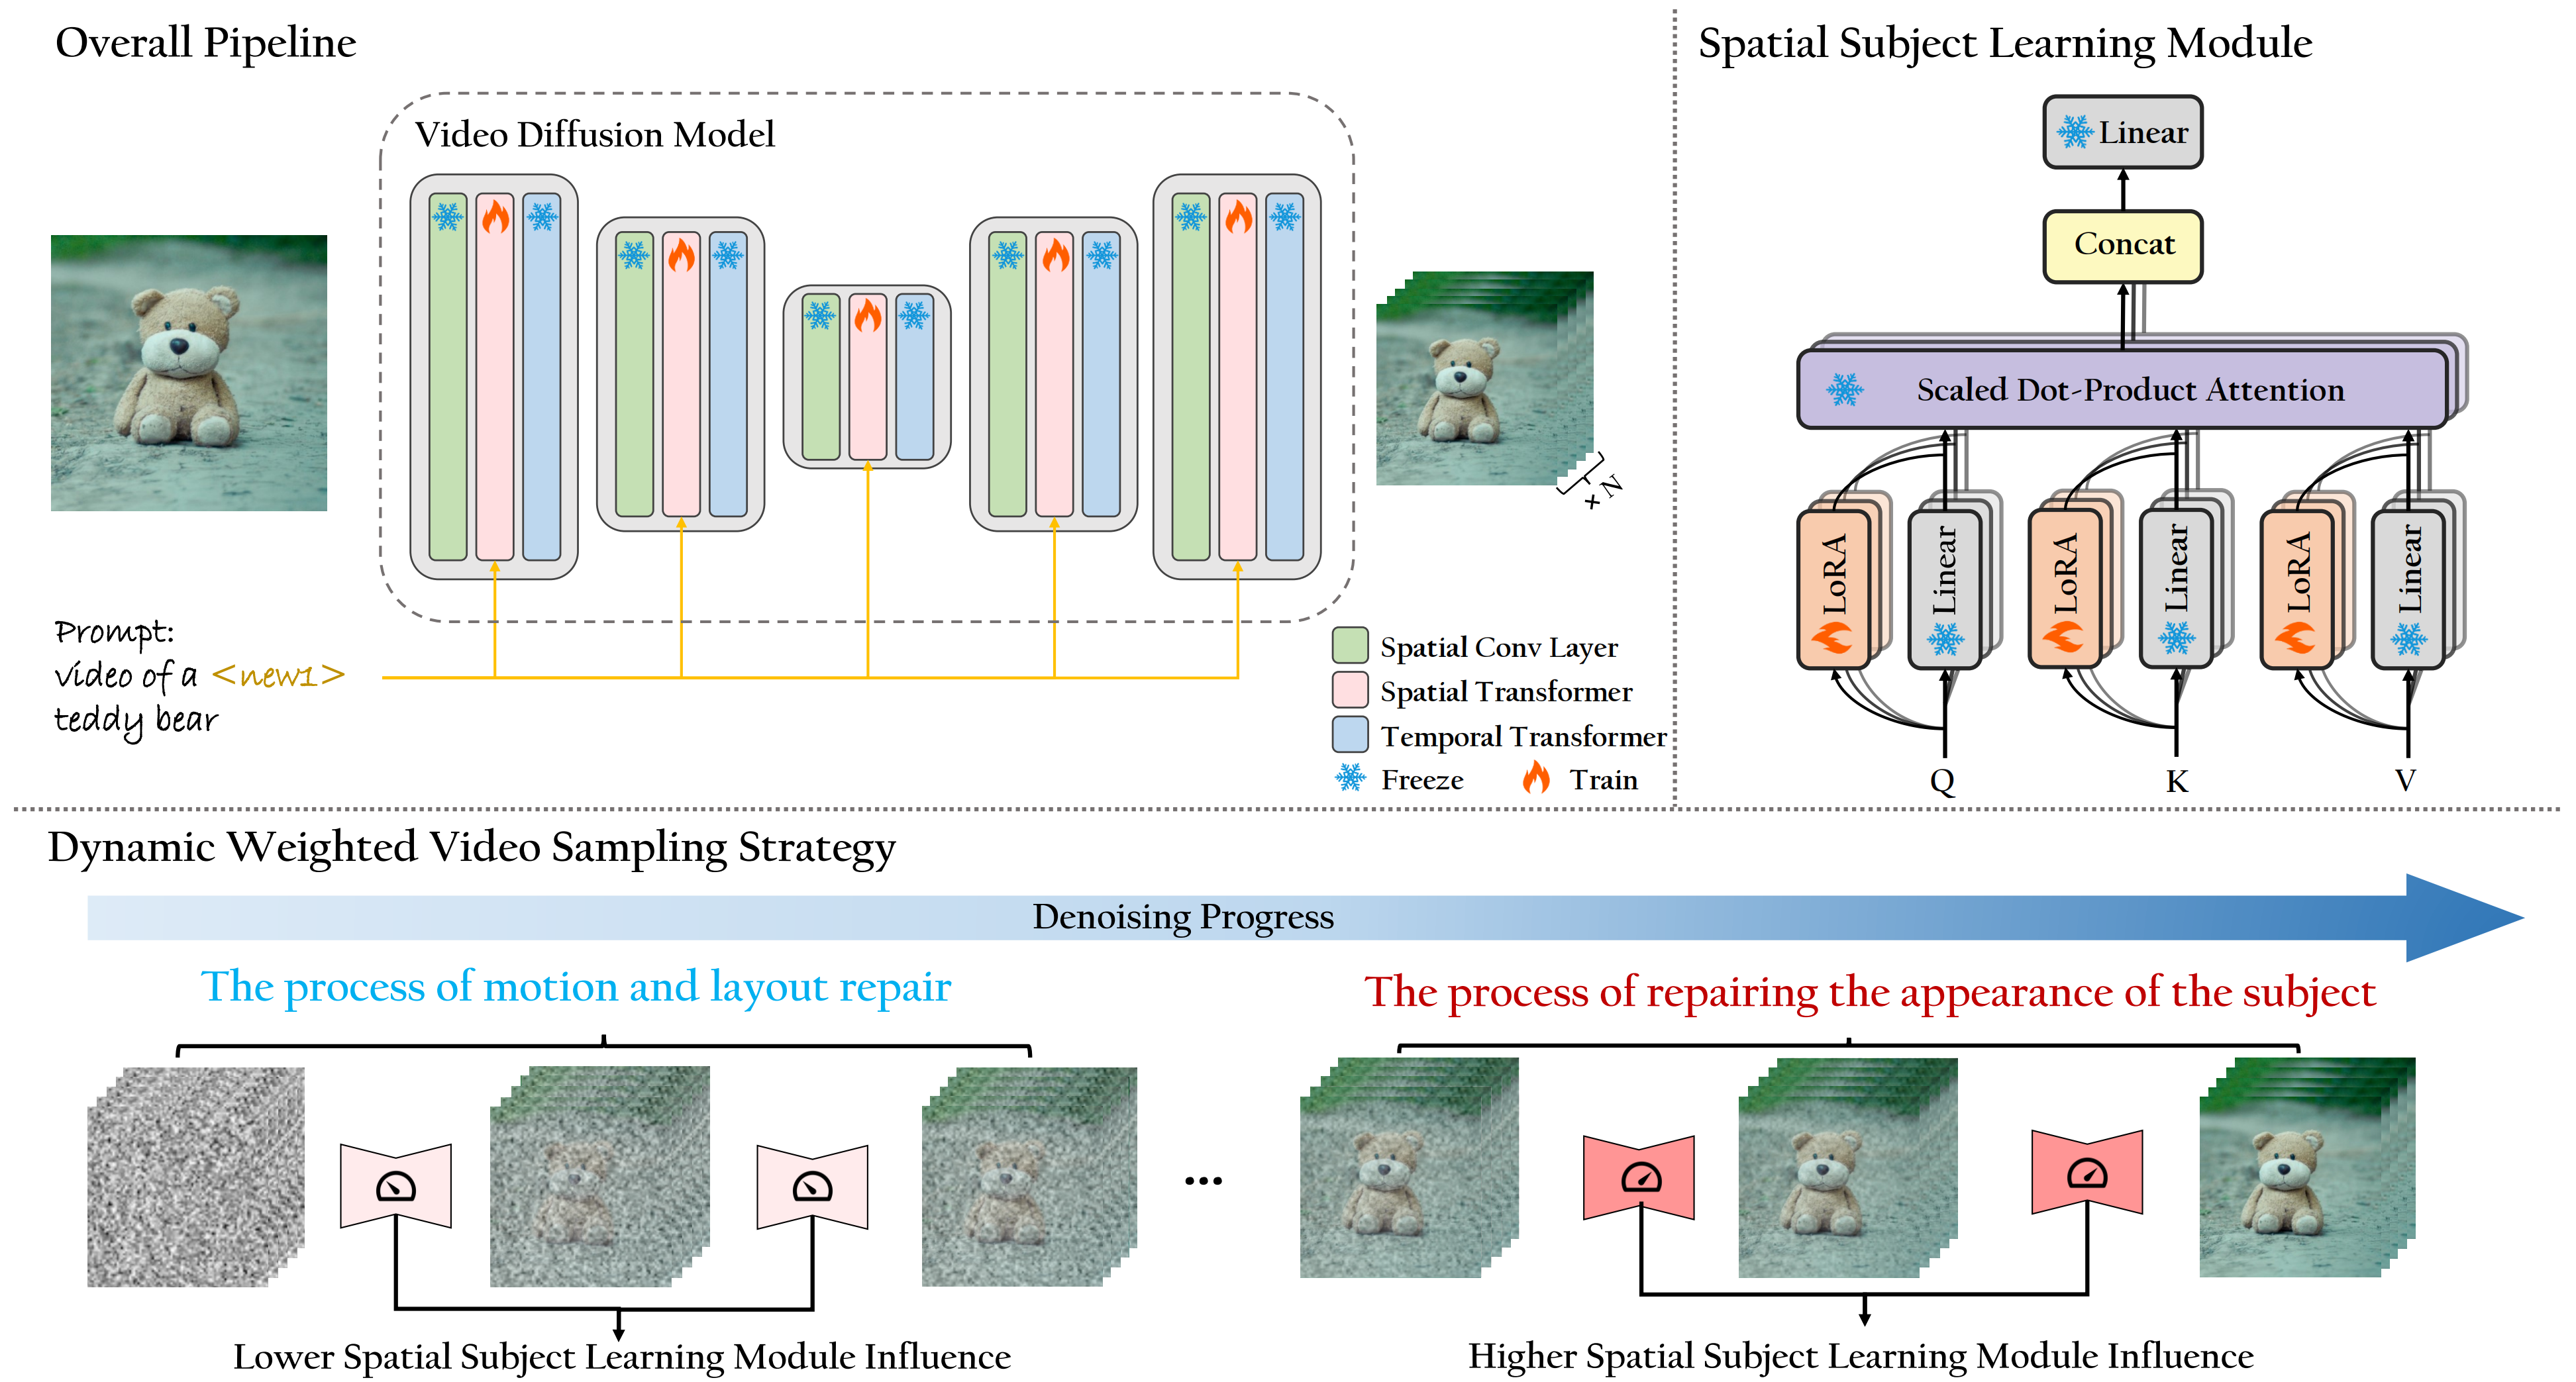 Overall Pipeline
Video Diffusion Model
Prompt:
video of a <new1>
teddy bear
× N
Spatial Conv Layer
Spatial Transformer
Temporal Transformer
Freeze
Train
Spatial Subject Learning Module
Linear
Concat
Scaled Dot-Product Attention
LoRA
Linear
LoRA
Linear
LoRA
Linear
Q
K
V
Dynamic Weighted Video Sampling Strategy
Denoising Progress
The process of motion and layout repair
The process of repairing the appearance of the subject
...
Lower Spatial Subject Learning Module Influence
Higher Spatial Subject Learning Module Influence